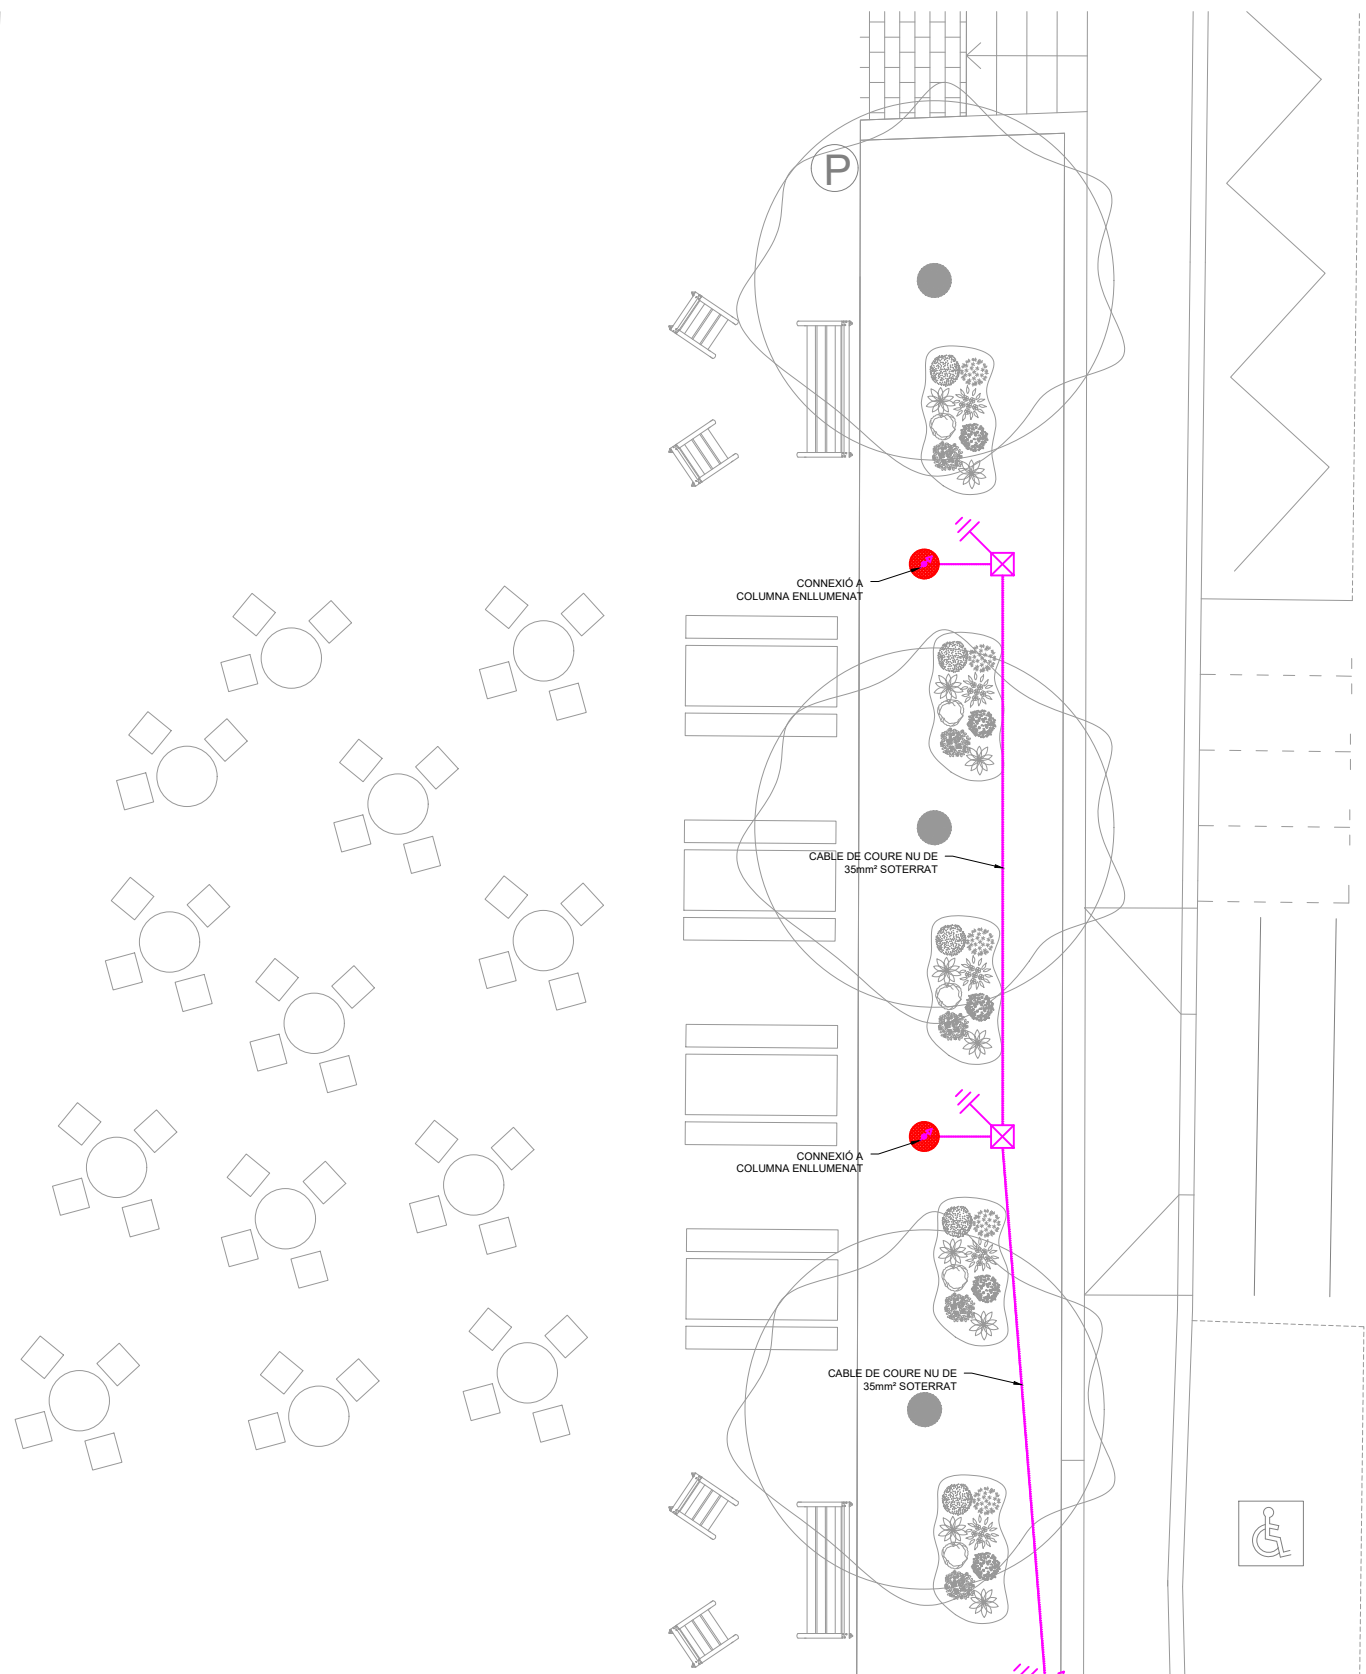 P
CONNEXIÓ A
COLUMNA ENLLUMENAT
CABLE DE COURE NU DE
35mm² SOTERRAT
CONNEXIÓ A
COLUMNA ENLLUMENAT
CABLE DE COURE NU DE
35mm² SOTERRAT